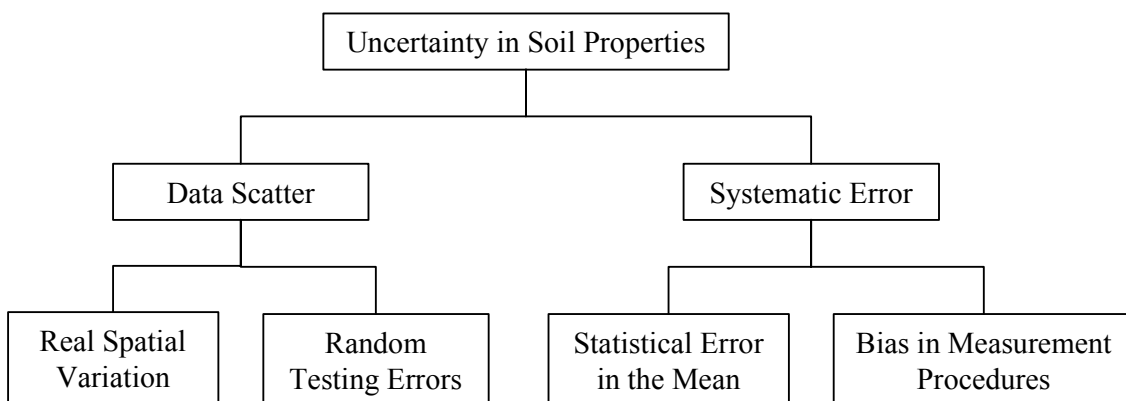 Uncertainty in Soil Properties
Data Scatter
Systematic Error
Real Spatial
Variation
Random
Testing Errors
Statistical Error
in the Mean
Bias in Measurement
Procedures